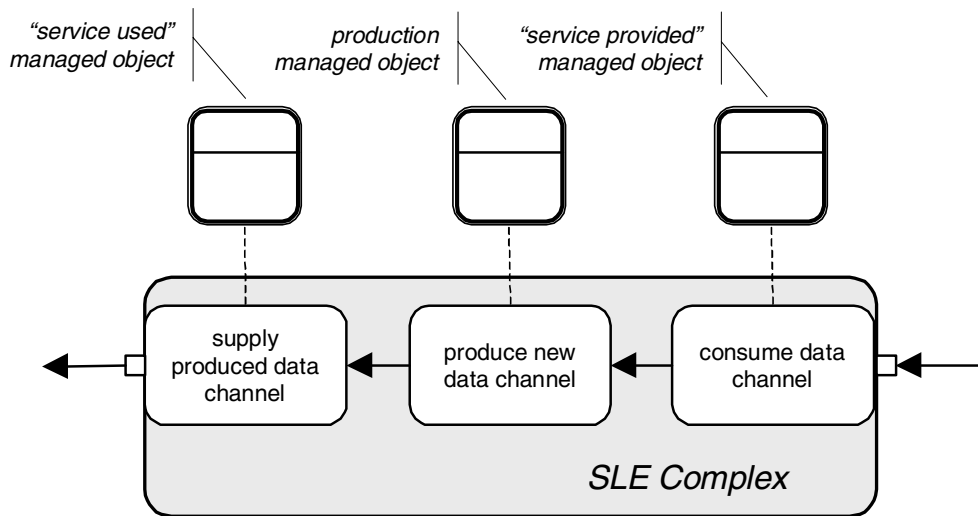 “service used”
managed object
production
managed object
“service provided”
managed object
supply
produced data
channel
produce new
data channel
consume data
channel
SLE Complex